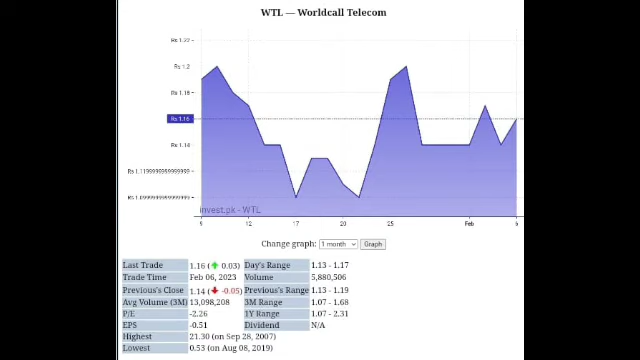 WTL — Worldcall Telecom
Rs 1.22
Rs 1.2
Rs 1.18
Rs 1.16
Rs 1.14
Rs 1.1199999999999999
Rs 1.0999999999999999
invest.pk - WTL
9 12 17 20 25 Feb 6
Change graph: 1 month Graph
Last Trade 1.16 ( 0.03) Day's Range 1.13 - 1.17
Trade Time Feb 06, 2023 Volume 5,880,506
Previous's Close 1.14 ( -0.05) Previous's Range 1.13 - 1.19
Avg Volume (3M) 13,098,208 3M Range 1.07 - 1.68
P/E -2.26 1Y Range 1.07 - 2.31
EPS -0.51 Dividend N/A
Highest 21.30 (on Sep 28, 2007)
Lowest 0.53 (on Aug 08, 2019)